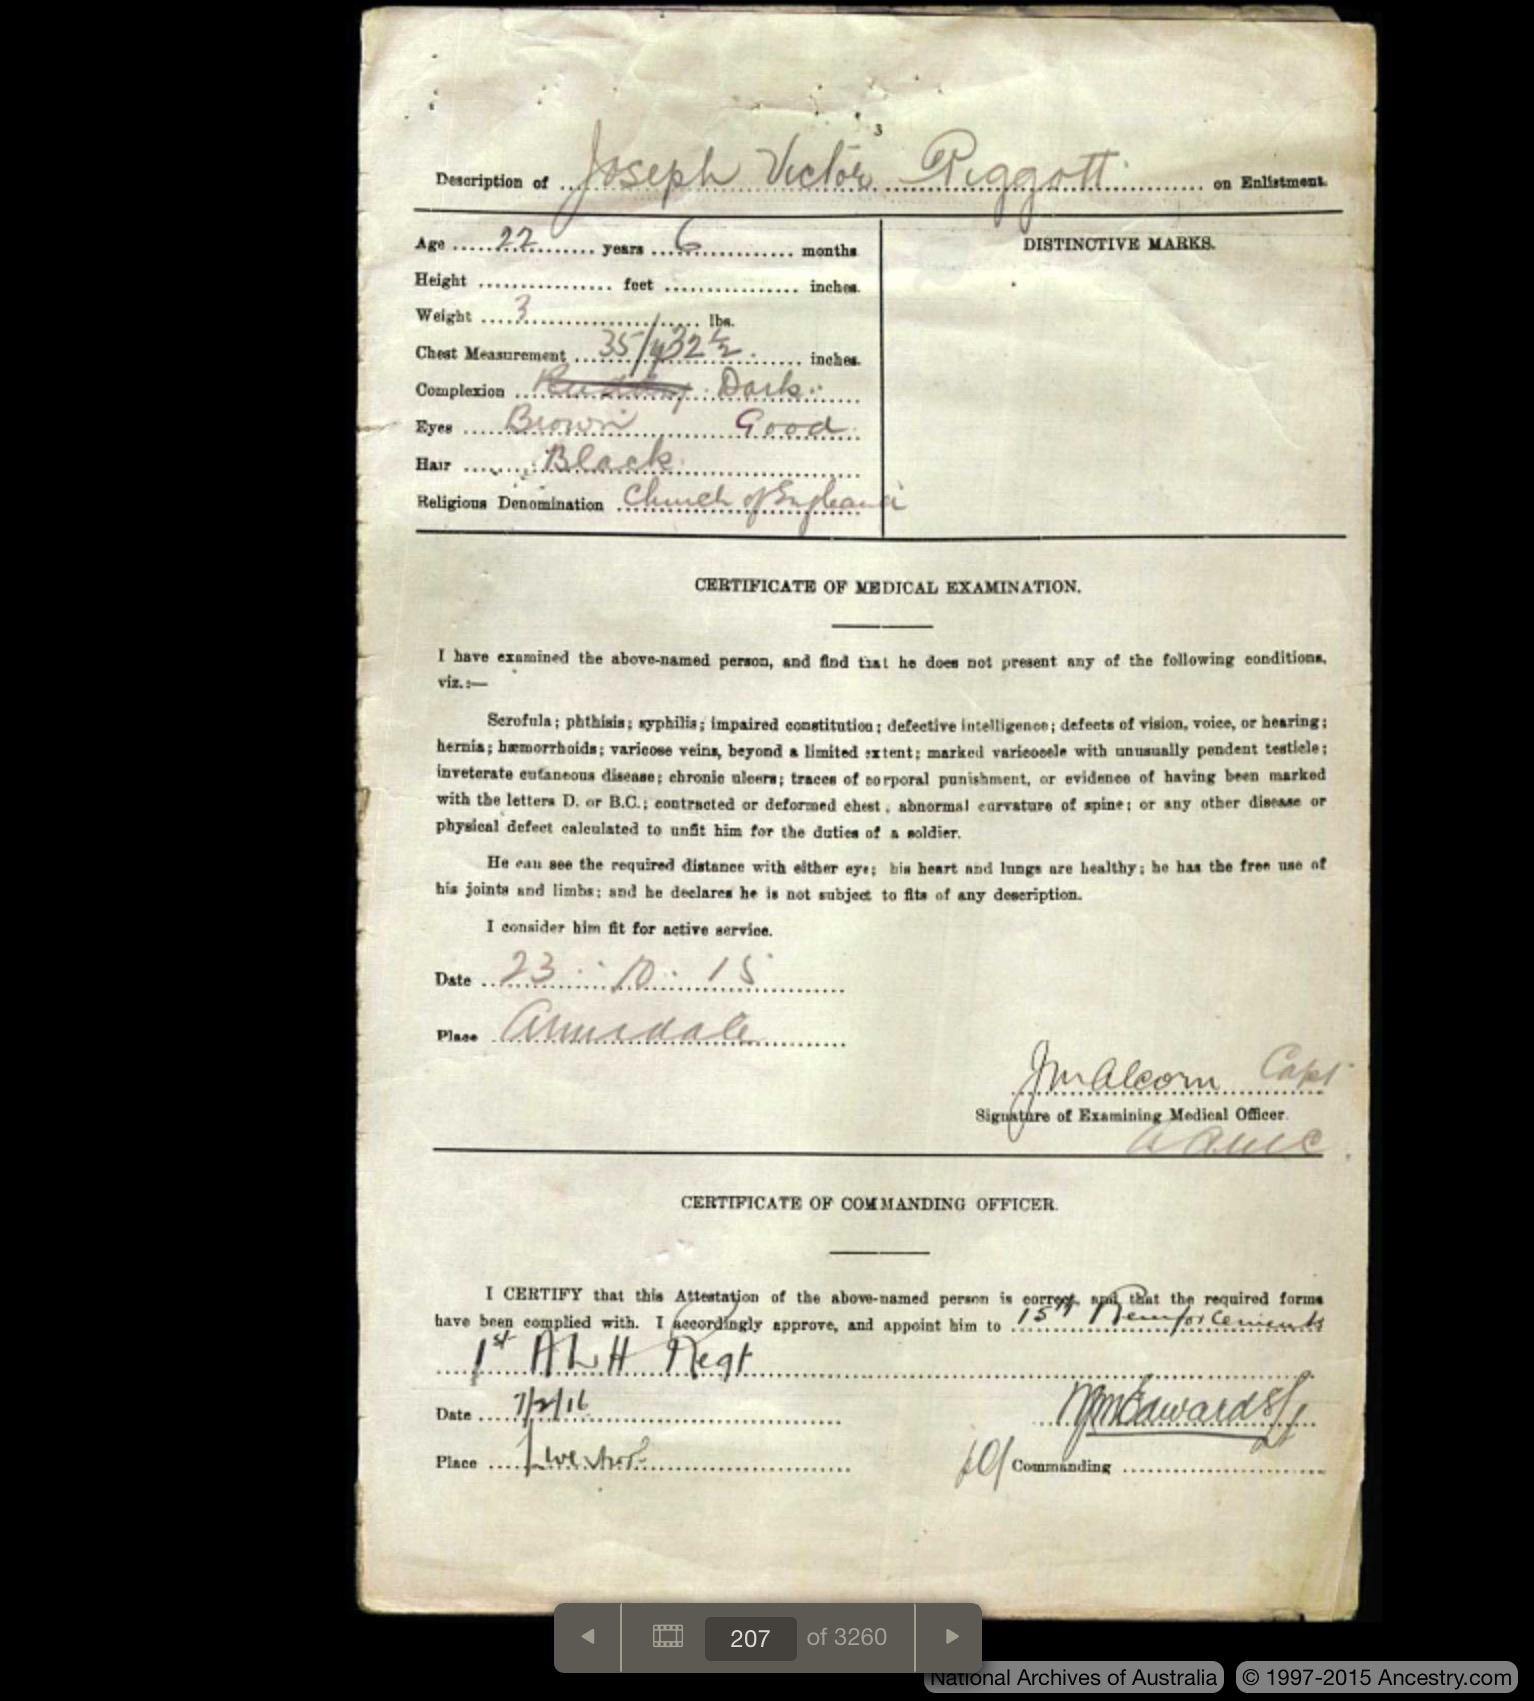 3
Description of Joseph Victor Piggott on Enlistment.
Age 22 years 6 months
DISTINCTIVE MARKS.
Height feet inches.
Weight 3 lbs.
Chest Measurement 35/ 32½ inches.
Complexion Ruddy Dark.
Eyes Brown Good
Hair Black
Religious Denomination Church of England
CERTIFICATE OF MEDICAL EXAMINATION.
I have examined the above-named person, and find that he does not present any of the following conditions,
viz.:—
Scrofula; phthisis; syphilis; impaired constitution; defective intelligence; defects of vision, voice, or hearing;
hernia; hæmorrhoids; varicose veins, beyond a limited extent; marked varicocele with unusually pendent testicle;
inveterate cutaneous disease; chronic ulcers; traces of corporal punishment, or evidence of having been marked
with the letters D. or B.C.; contracted or deformed chest, abnormal curvature of spine; or any other disease or
physical defect calculated to unfit him for the duties of a soldier.
He can see the required distance with either eye; his heart and lungs are healthy; he has the free use of
his joints and limbs; and he declares he is not subject to fits of any description.
I consider him fit for active service.
Date 23 . 10 . 15
Place Armidale
Alcorn Capt
Signature of Examining Medical Officer.
AAMC
CERTIFICATE OF COMMANDING OFFICER.
I CERTIFY that this Attestation of the above-named person is correct, and that the required forms
have been complied with. I accordingly approve, and appoint him to 15th Reinforcements
1st ALH Regt
Date 7/2/16
Edwards Lt
Place Liverpool
Commanding
207 of 3260
National Archives of Australia © 1997-2015 Ancestry.com